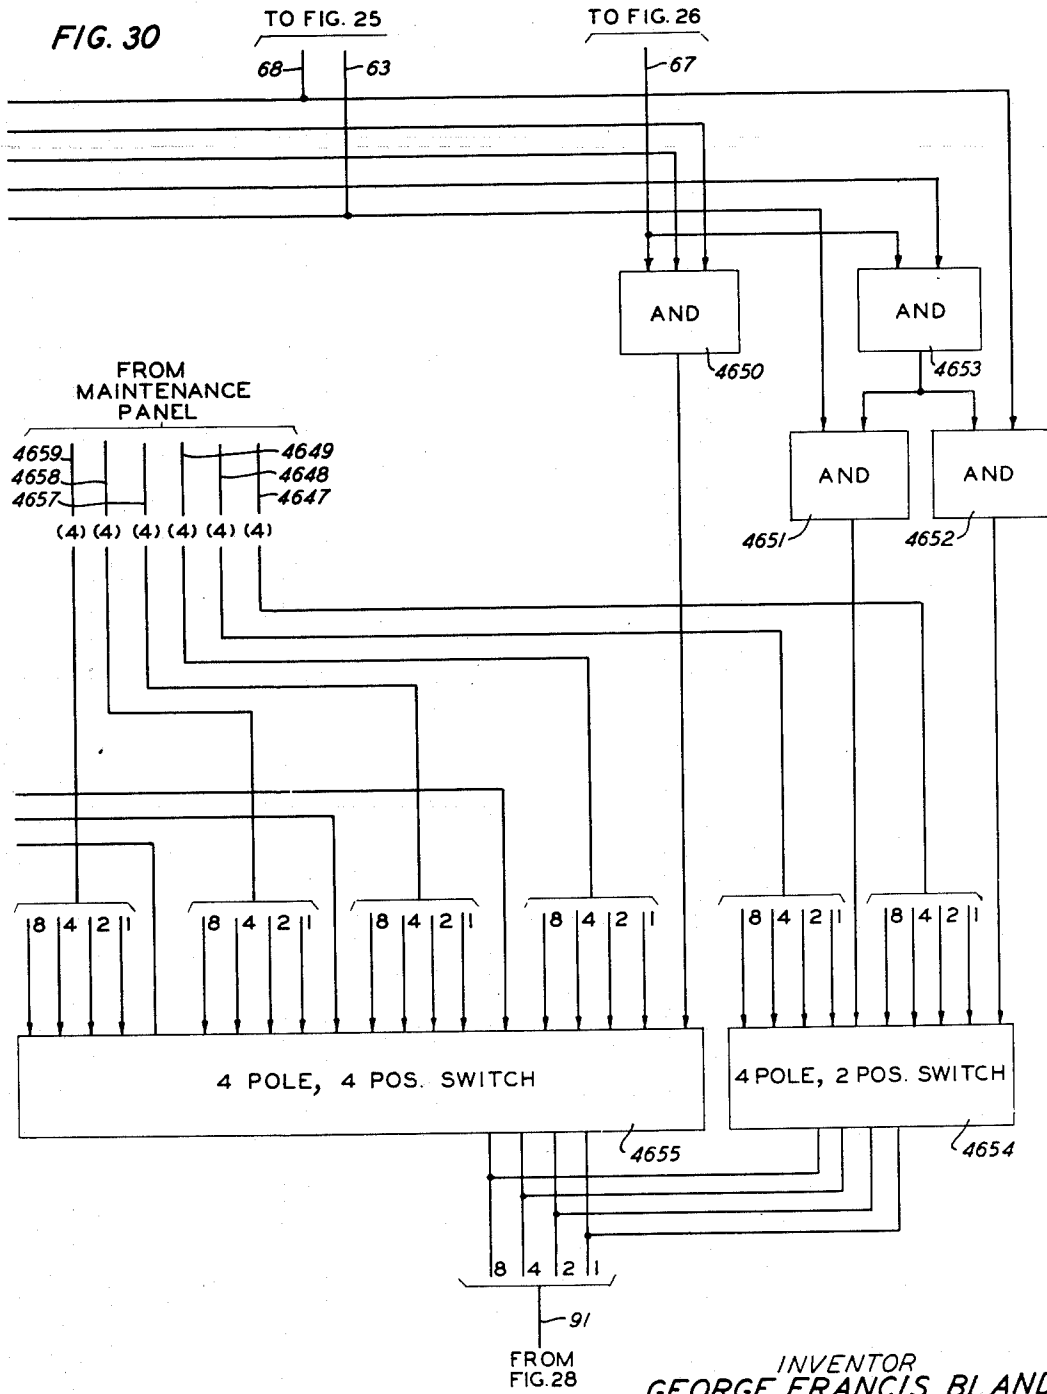 FIG. 30
TO FIG. 25
TO FIG. 26
68
63
67
AND
4650
AND
4653
FROM
MAINTENANCE
PANEL
4659
4658
4657
4649
4648
4647
(4) (4) (4) (4) (4) (4)
AND
4651
AND
4652
8 4 2 1
8 4 2 1
8 4 2 1
8 4 2 1
8 4 2 1
8 4 2 1
4 POLE, 4 POS. SWITCH
4655
4 POLE, 2 POS. SWITCH
4654
8 4 2 1
91
FROM
FIG. 28
INVENTOR
GEORGE FRANCIS BLAND